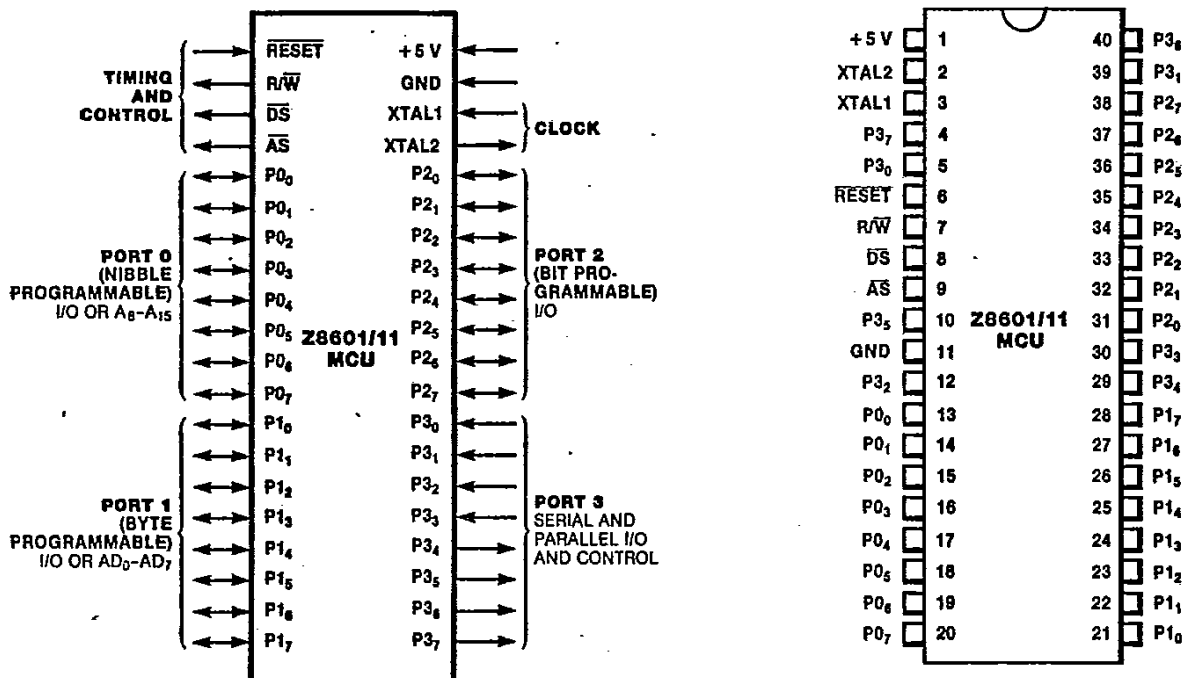 TIMING
AND
CONTROL
RESET
R/W
DS
AS
+5 V
GND
XTAL1
XTAL2
CLOCK
PORT 0
(NIBBLE
PROGRAMMABLE)
I/O OR A8–A15
P00
P01
P02
P03
P04
P05
P06
P07
PORT 1
(BYTE
PROGRAMMABLE)
I/O OR AD0–AD7
P10
P11
P12
P13
P14
P15
P16
P17
Z8601/11
MCU
P20
P21
P22
P23
P24
P25
P26
P27
PORT 2
(BIT PRO-
GRAMMABLE)
I/O
P30
P31
P32
P33
P34
P35
P36
P37
PORT 3
SERIAL AND
PARALLEL I/O
AND CONTROL
+5 V 1 40 P36
XTAL2 2 39 P31
XTAL1 3 38 P27
P37 4 37 P26
P30 5 36 P25
RESET 6 35 P24
R/W 7 34 P23
DS 8 33 P22
AS 9 32 P21
P35 10 Z8601/11 31 P20
GND 11 MCU 30 P33
P32 12 29 P34
P00 13 28 P17
P01 14 27 P16
P02 15 26 P15
P03 16 25 P14
P04 17 24 P13
P05 18 23 P12
P06 19 22 P11
P07 20 21 P10